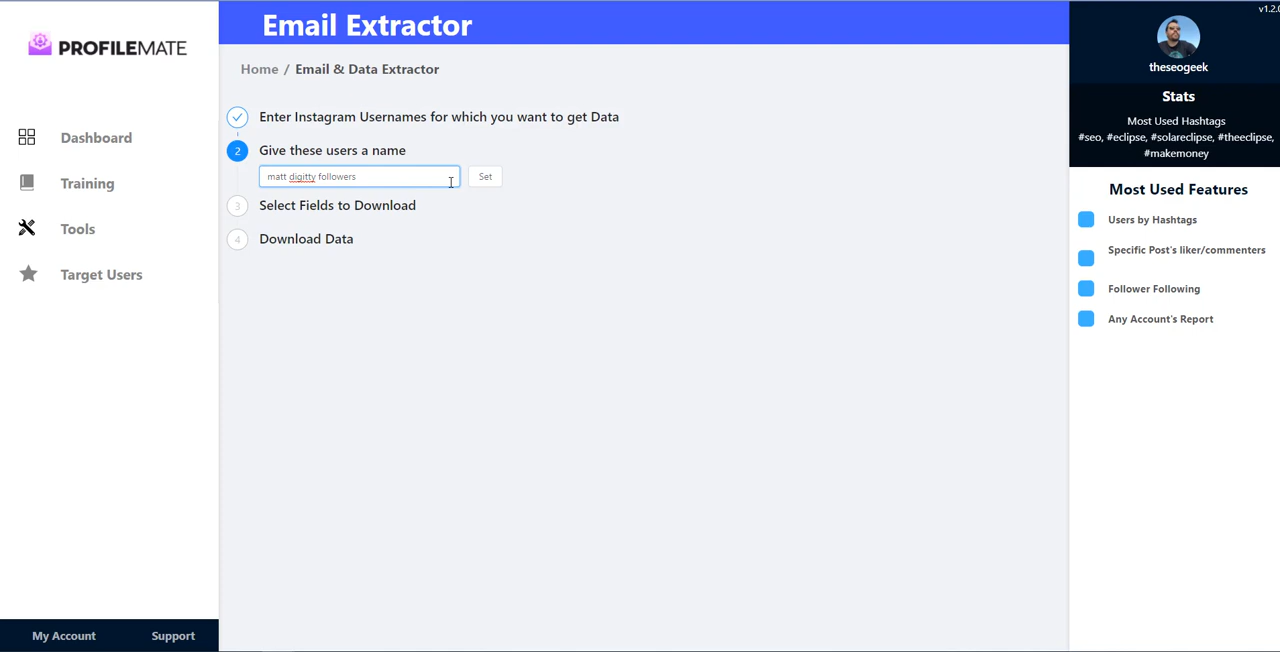 PROFILEMATE
Dashboard
Training
Tools
Target Users
My Account
Support
Email Extractor
Home / Email & Data Extractor
Enter Instagram Usernames for which you want to get Data
2 Give these users a name
matt digitty followers
Set
3 Select Fields to Download
4 Download Data
v1.2.0
theseogeek
Stats
Most Used Hashtags
#seo, #eclipse, #solareclipse, #theeclipse,
#makemoney
Most Used Features
Users by Hashtags
Specific Post's liker/commenters
Follower Following
Any Account's Report